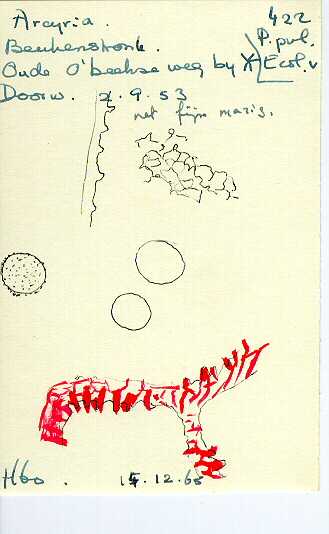 Arcyria. 422
Beukenstronk. P. pul.
Oude O'beekse weg by X Ecol. v
Doorw. 2.9.53
net fijn mazig.
H60. 15.12.65